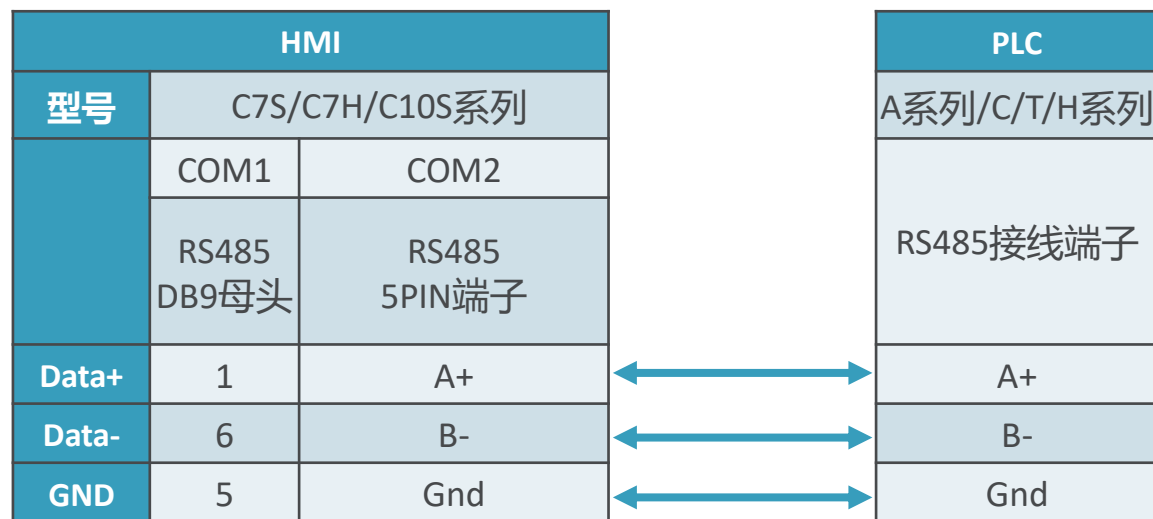 HMI
PLC
型号 C7S/C7H/C10S系列
A系列/C/T/H系列
COM1 COM2
RS485
DB9母头
RS485
5PIN端子
RS485接线端子
Data+ 1 A+ A+
Data- 6 B- B-
GND 5 Gnd Gnd